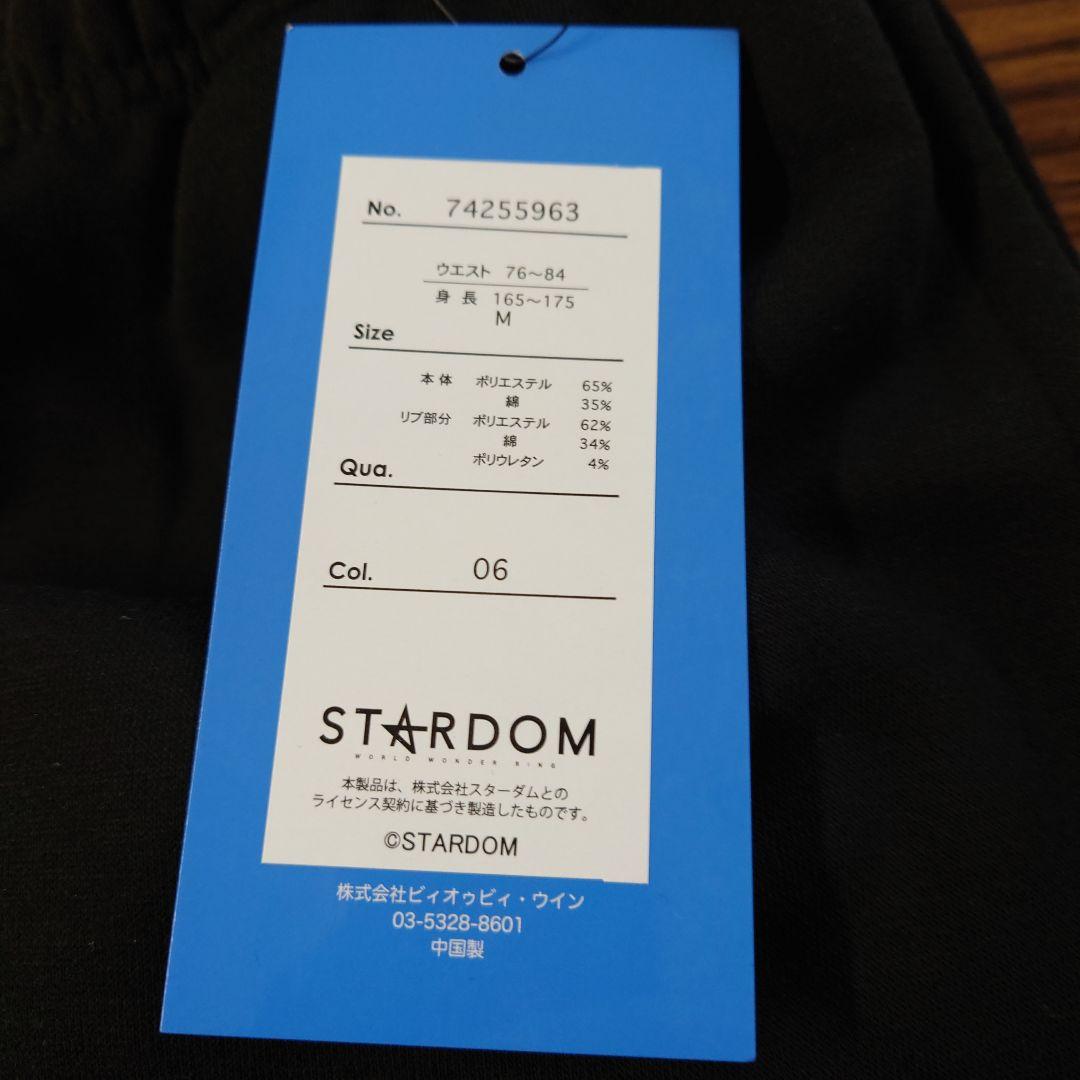 No. 74255963
ウエスト 76〜84
身長 165〜175
M
Size
本体 ポリエステル 65%
綿 35%
リブ部分 ポリエステル 62%
綿 34%
ポリウレタン 4%
Qua.
Col. 06
STARDOM
WORLD WONDER RING
本製品は、株式会社スターダムとの
ライセンス契約に基づき製造したものです。
©STARDOM
株式会社ビィオゥビィ・ウイン
03-5328-8601
中国製